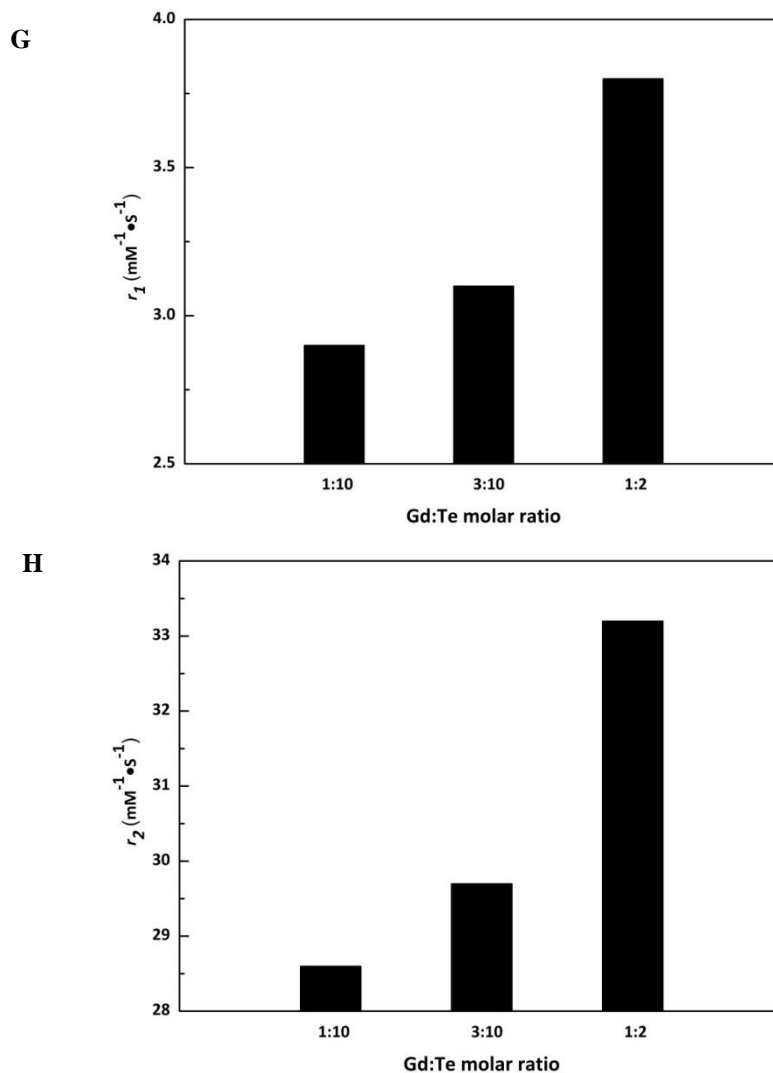 G
4.0
3.5
3.0
2.5
r₁ (mM⁻¹•s⁻¹)
1:10 3:10 1:2
Gd:Te molar ratio
H
34
33
32
31
30
29
28
r₂ (mM⁻¹•s⁻¹)
1:10 3:10 1:2
Gd:Te molar ratio